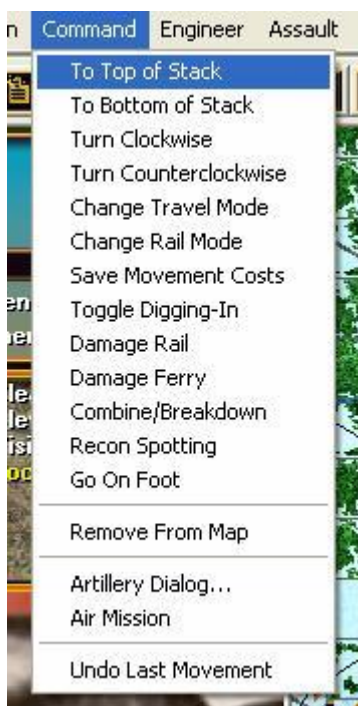 Command Engineer Assault
To Top of Stack
To Bottom of Stack
Turn Clockwise
Turn Counterclockwise
Change Travel Mode
Change Rail Mode
Save Movement Costs
Toggle Digging-In
Damage Rail
Damage Ferry
Combine/Breakdown
Recon Spotting
Go On Foot
Remove From Map
Artillery Dialog...
Air Mission
Undo Last Movement